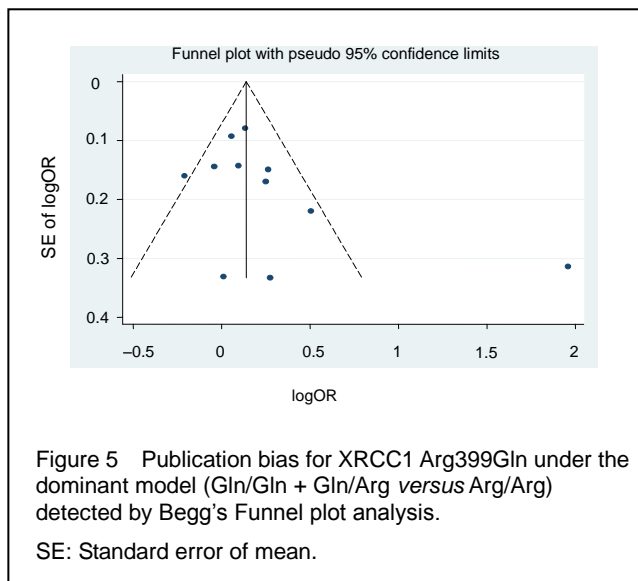 Funnel plot with pseudo 95% confidence limits
0
0.1
0.2
0.3
0.4
SE of logOR
–0.5 0 0.5 1 1.5 2
logOR
Figure 5 Publication bias for XRCC1 Arg399Gln under the
dominant model (Gln/Gln + Gln/Arg versus Arg/Arg)
detected by Begg's Funnel plot analysis.
SE: Standard error of mean.